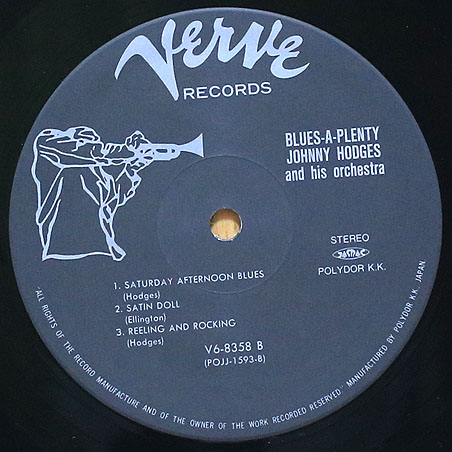 Verve
RECORDS
BLUES-A-PLENTY
JOHNNY HODGES
and his orchestra
STEREO
POLYDOR K.K.
1. SATURDAY AFTERNOON BLUES
(Hodges)
2. SATIN DOLL
(Ellington)
3. REELING AND ROCKING
(Hodges)
V6-8358 B
(POJJ-1593-B)
ALL RIGHTS OF THE RECORD MANUFACTURE AND OF THE OWNER OF THE WORK RECORDED RESERVED. MANUFACTURED BY POLYDOR K.K. JAPAN